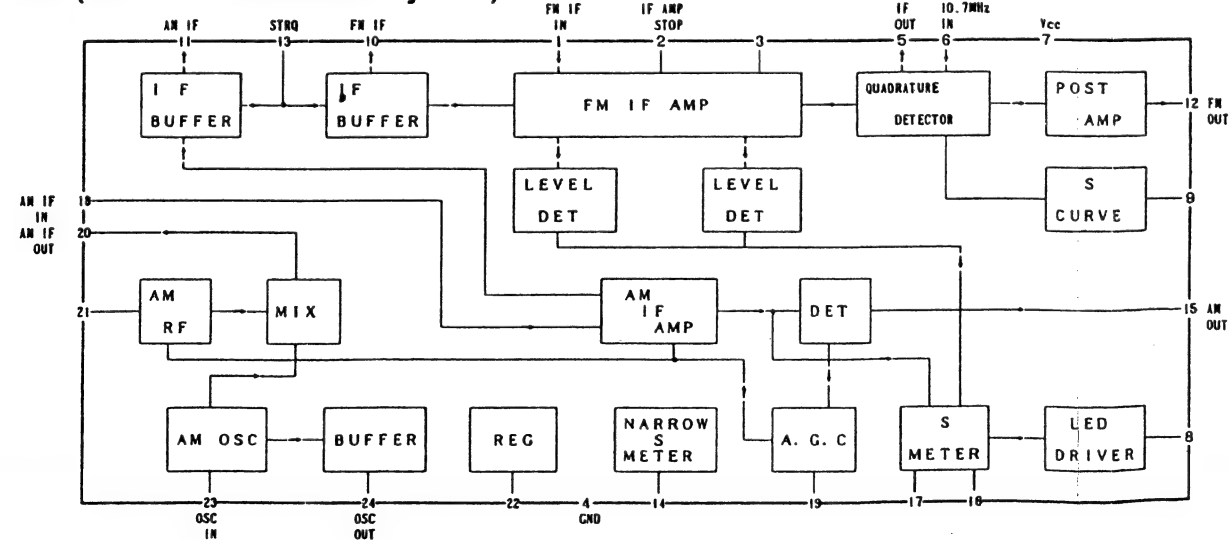 AM IF
11
STRQ
13
FM IF
10
FM IF
IN
1
IF AMP
STOP
2
3
IF
OUT
5
10.7MHz
IN
6
Vcc
7
IF
BUFFER
IF
BUFFER
FM IF AMP
QUADRATURE
DETECTOR
POST
AMP
12 FM
OUT
LEVEL
DET
LEVEL
DET
S
CURVE
9
AM IF
IN
18
AM IF
OUT
20
21
AM
RF
MIX
AM
IF
AMP
DET
15 AM
OUT
AM OSC
BUFFER
REG
NARROW
S
METER
A.G.C
S
METER
LED
DRIVER
8
23
OSC
IN
24
OSC
OUT
22
4
GND
14
19
17